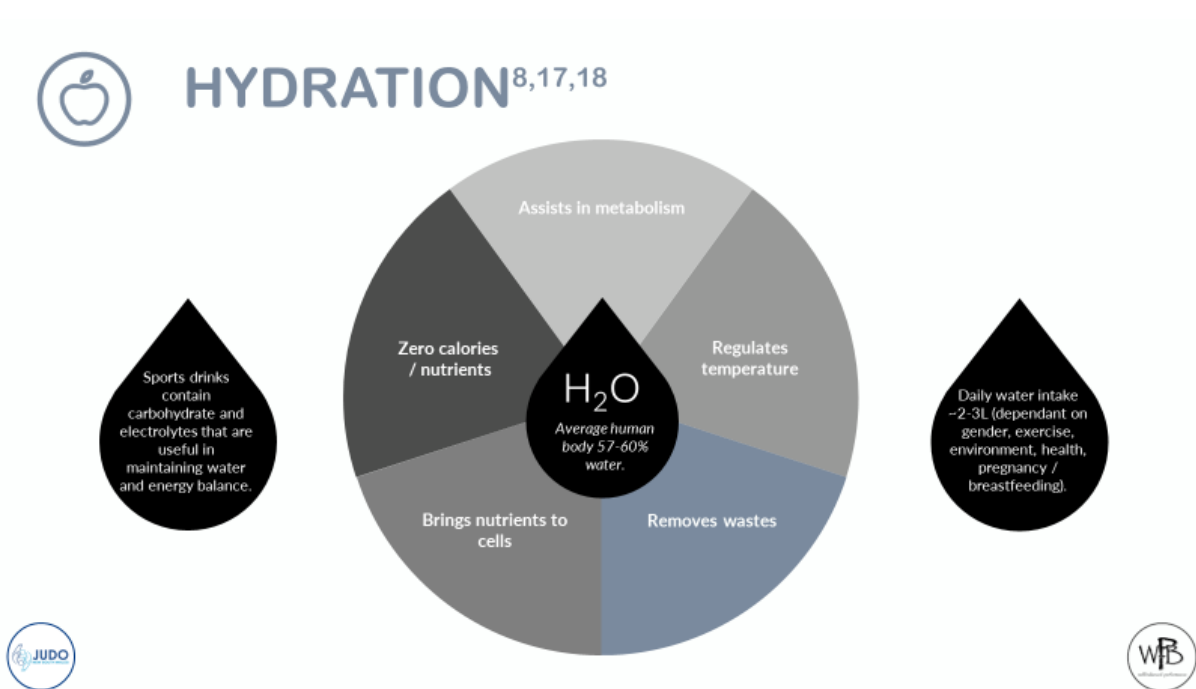 HYDRATION8,17,18
Assists in metabolism
Zero calories
/ nutrients
Regulates
temperature
Sports drinks
contain
carbohydrate and
electrolytes that are
useful in
maintaining water
and energy balance.
H2O
Average human
body 57-60%
water.
Daily water intake
~2-3L (dependant on
gender, exercise,
environment, health,
pregnancy /
breastfeeding).
Brings nutrients to
cells
Removes wastes
JUDO
WPB